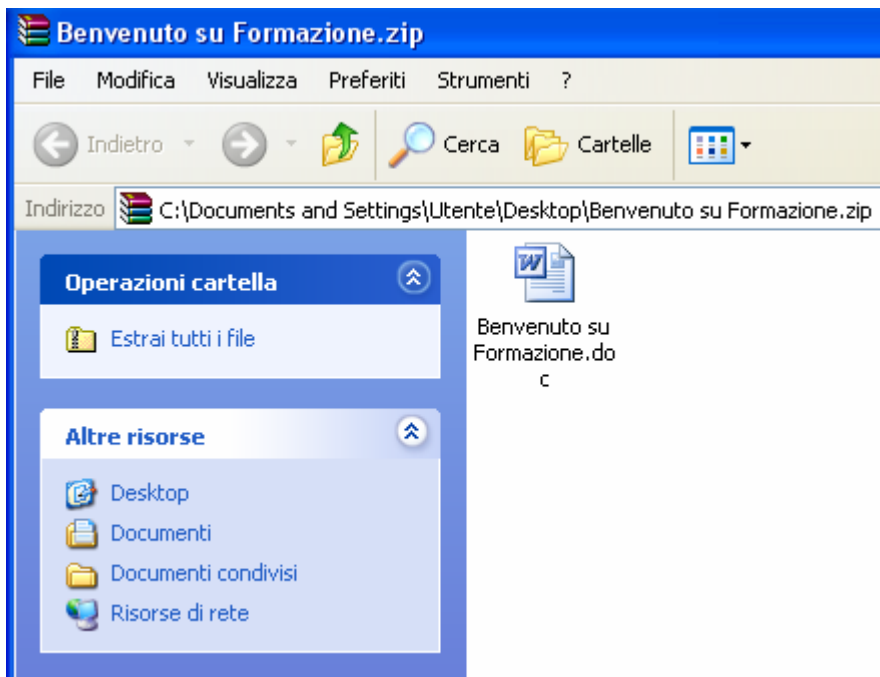 Benvenuto su Formazione.zip
File Modifica Visualizza Preferiti Strumenti ?
Indietro Cerca Cartelle
Indirizzo C:\Documents and Settings\Utente\Desktop\Benvenuto su Formazione.zip
Operazioni cartella
Estrai tutti i file
Altre risorse
Desktop
Documenti
Documenti condivisi
Risorse di rete
Benvenuto su
Formazione.do
c